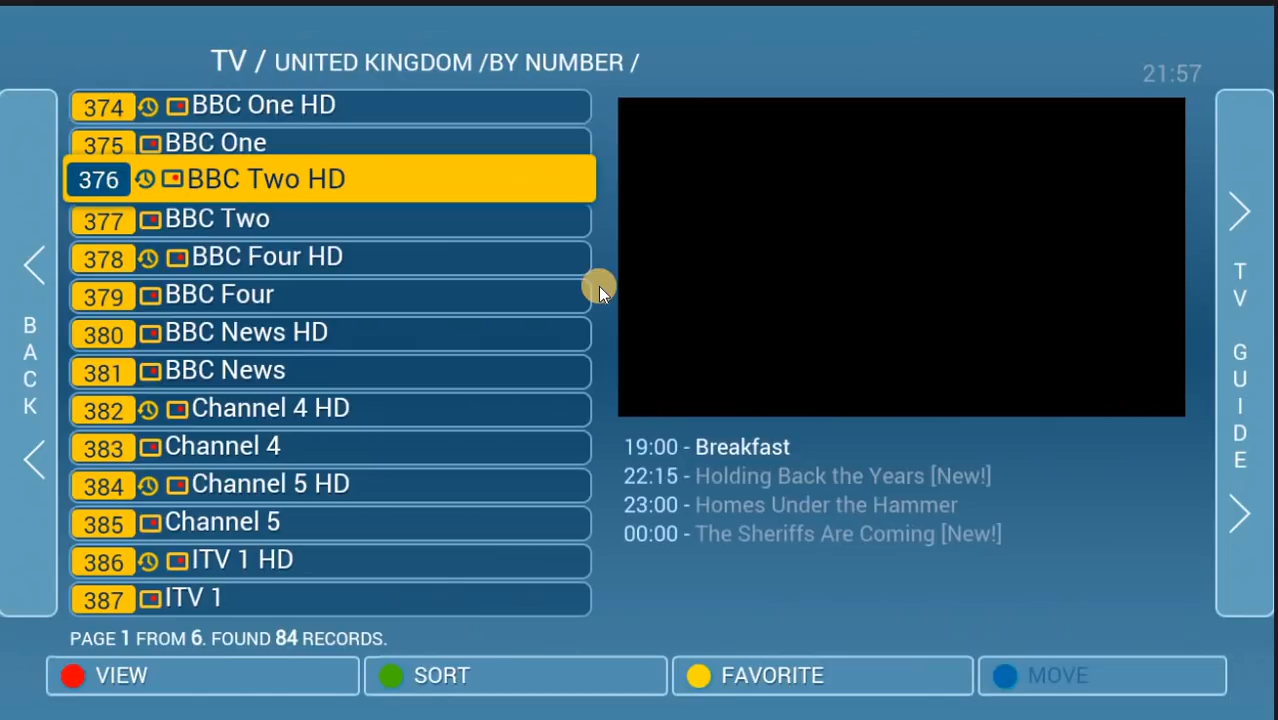 TV / UNITED KINGDOM /BY NUMBER /
21:57
374 BBC One HD
375 BBC One
376 BBC Two HD
377 BBC Two
378 BBC Four HD
379 BBC Four
380 BBC News HD
381 BBC News
382 Channel 4 HD
383 Channel 4
384 Channel 5 HD
385 Channel 5
386 ITV 1 HD
387 ITV 1
BACK
19:00 - Breakfast
22:15 - Holding Back the Years [New!]
23:00 - Homes Under the Hammer
00:00 - The Sheriffs Are Coming [New!]
TV GUIDE
PAGE 1 FROM 6. FOUND 84 RECORDS.
VIEW
SORT
FAVORITE
MOVE